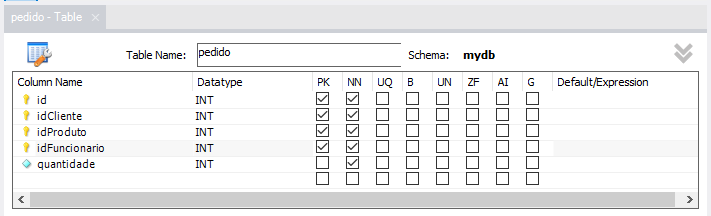 pedido - Table
Table Name: pedido Schema: mydb
Column Name Datatype PK NN UQ B UN ZF AI G Default/Expression
id INT
idCliente INT
idProduto INT
idFuncionario INT
quantidade INT